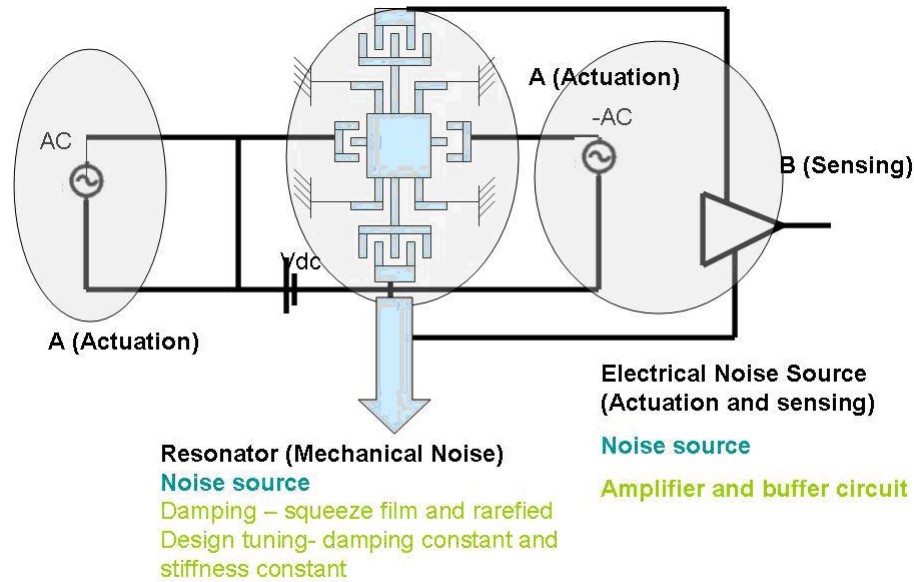 A (Actuation)
AC
-AC
B (Sensing)
Vdc
A (Actuation)
Electrical Noise Source
(Actuation and sensing)
Noise source
Amplifier and buffer circuit
Resonator (Mechanical Noise)
Noise source
Damping – squeeze film and rarefied
Design tuning- damping constant and
stiffness constant